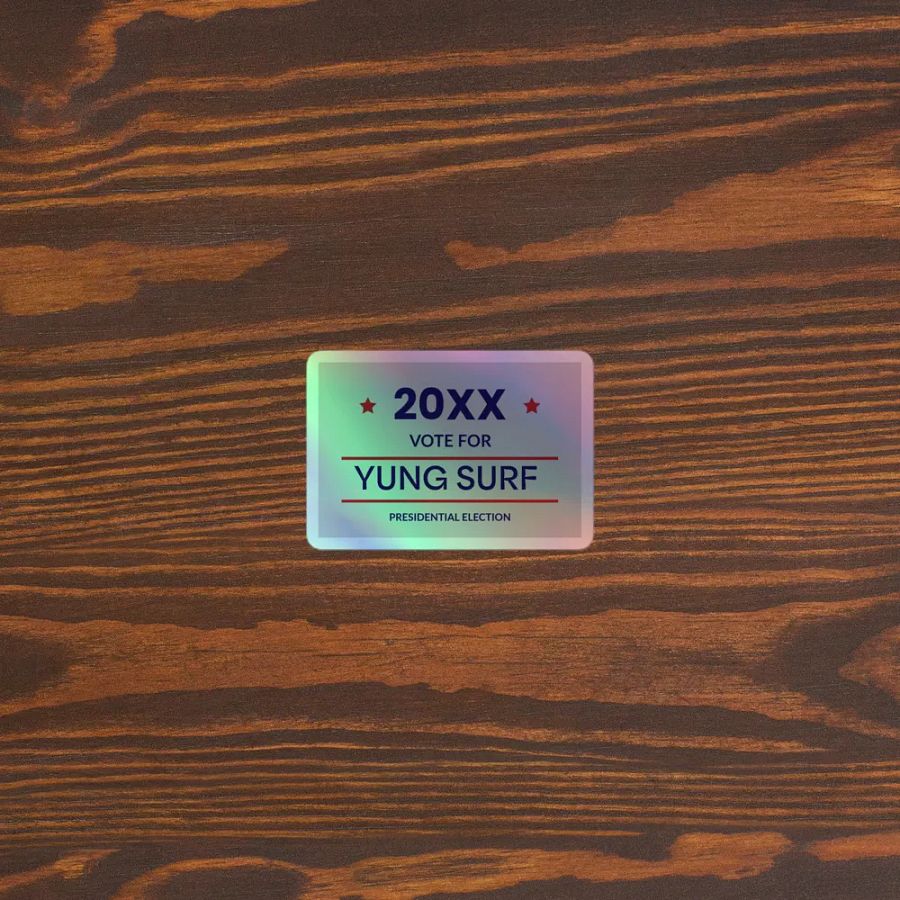 20XX
VOTE FOR
YUNG SURF
PRESIDENTIAL ELECTION